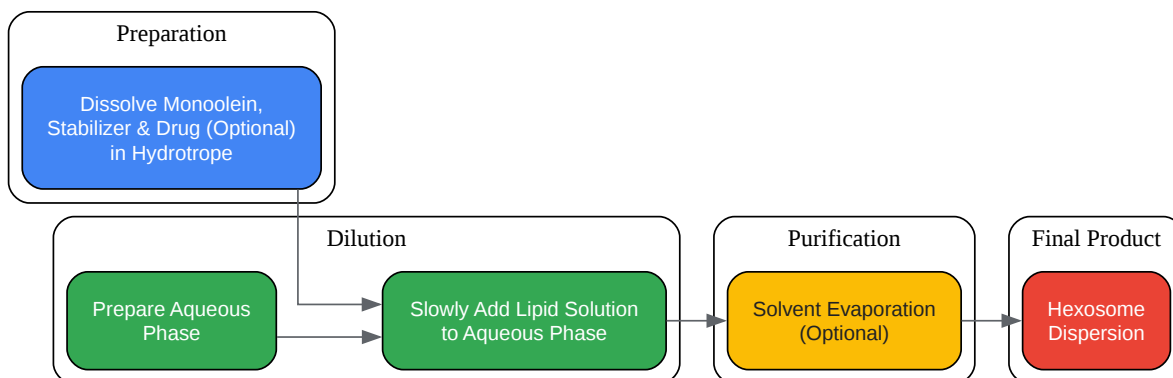 Preparation
Dissolve Monoolein,
Stabilizer & Drug (Optional)
in Hydrotrope
Dilution
Prepare Aqueous
Phase
Slowly Add Lipid Solution
to Aqueous Phase
Purification
Solvent Evaporation
(Optional)
Final Product
Hexosome
Dispersion